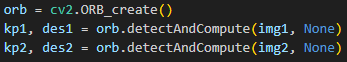 orb = cv2.ORB_create()
kp1, des1 = orb.detectAndCompute(img1, None)
kp2, des2 = orb.detectAndCompute(img2, None)